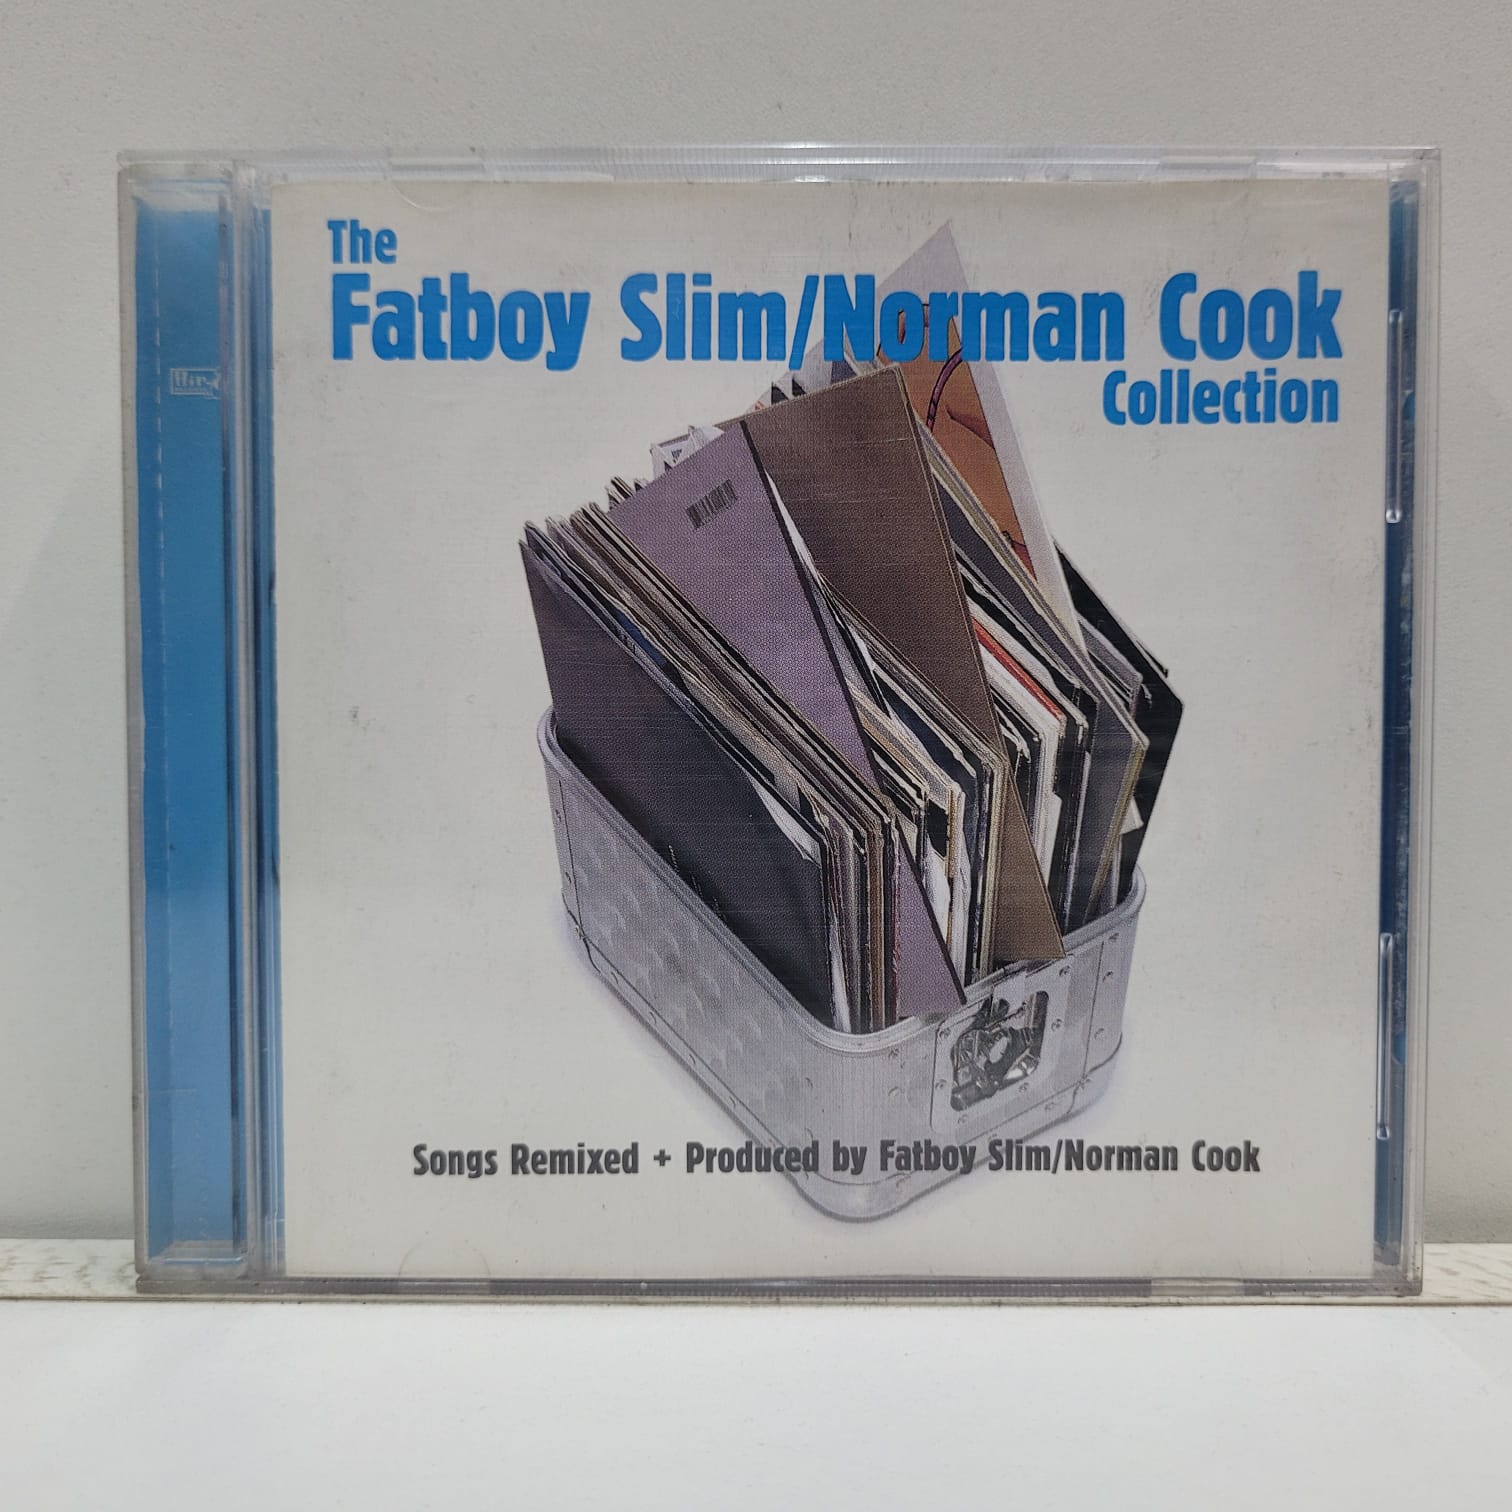 The
Fatboy Slim/Norman Cook
Collection
Songs Remixed + Produced by Fatboy Slim/Norman Cook